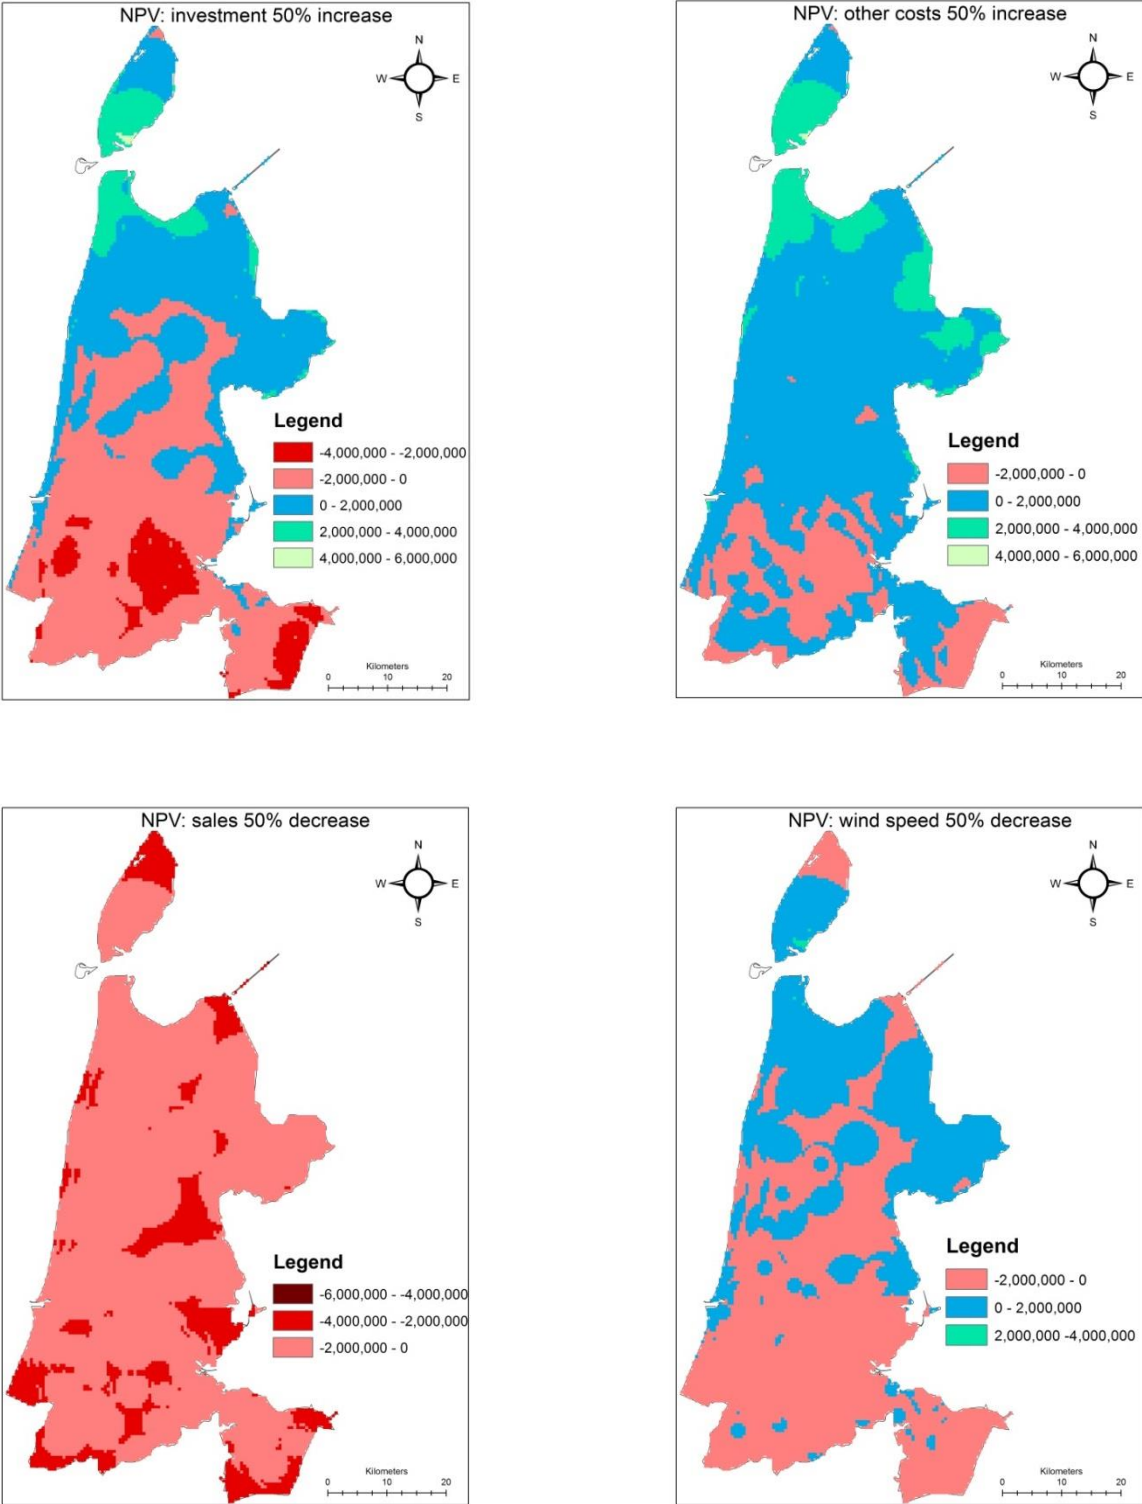 NPV: investment 50% increase
N
W E
S
Legend
-4,000,000 - -2,000,000
-2,000,000 - 0
0 - 2,000,000
2,000,000 - 4,000,000
4,000,000 - 6,000,000
Kilometers
0 10 20
NPV: other costs 50% increase
N
W E
S
Legend
-2,000,000 - 0
0 - 2,000,000
2,000,000 - 4,000,000
4,000,000 - 6,000,000
Kilometers
0 10 20
NPV: sales 50% decrease
N
W E
S
Legend
-6,000,000 - -4,000,000
-4,000,000 - -2,000,000
-2,000,000 - 0
Kilometers
0 10 20
NPV: wind speed 50% decrease
N
W E
S
Legend
-2,000,000 - 0
0 - 2,000,000
2,000,000 -4,000,000
Kilometers
0 10 20